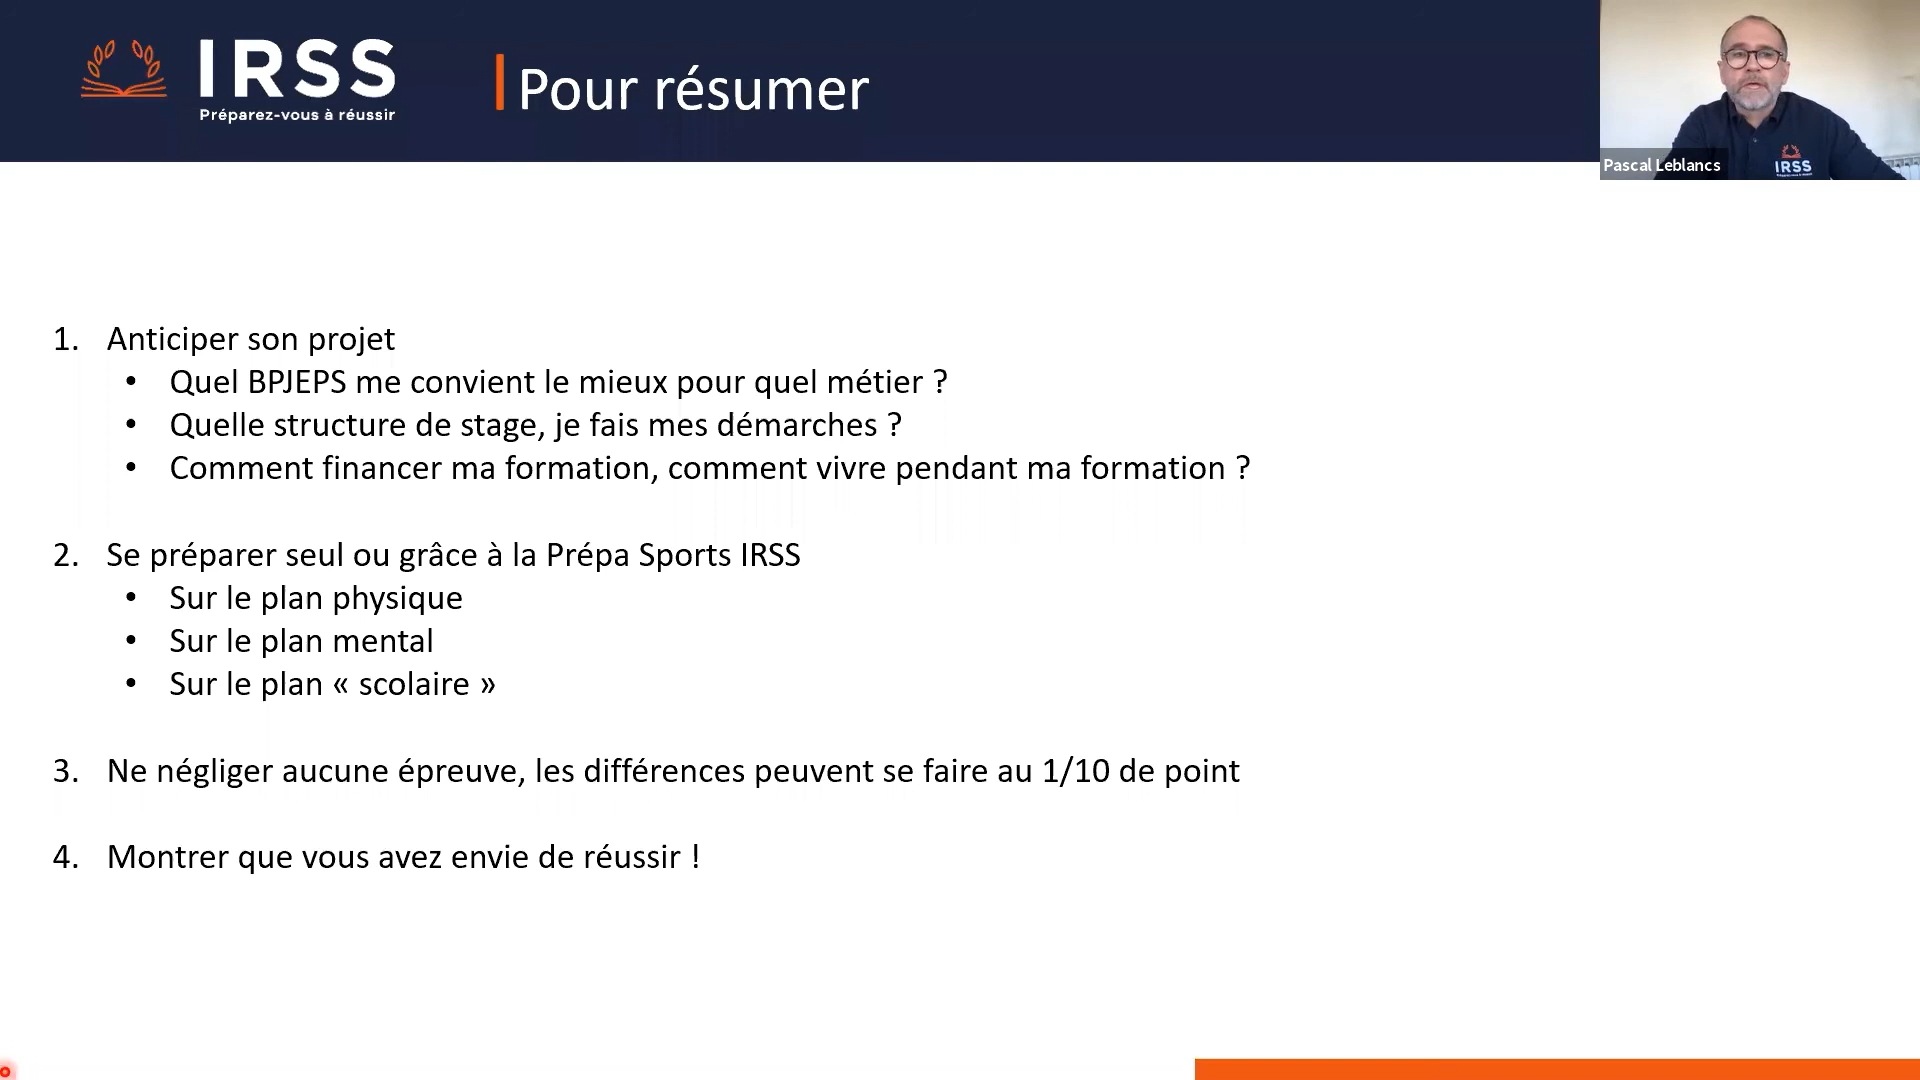 IRSS
Préparez-vous à réussir
Pour résumer
Pascal Leblancs
IRSS
1. Anticiper son projet
• Quel BPJEPS me convient le mieux pour quel métier ?
• Quelle structure de stage, je fais mes démarches ?
• Comment financer ma formation, comment vivre pendant ma formation ?
2. Se préparer seul ou grâce à la Prépa Sports IRSS
• Sur le plan physique
• Sur le plan mental
• Sur le plan « scolaire »
3. Ne négliger aucune épreuve, les différences peuvent se faire au 1/10 de point
4. Montrer que vous avez envie de réussir !